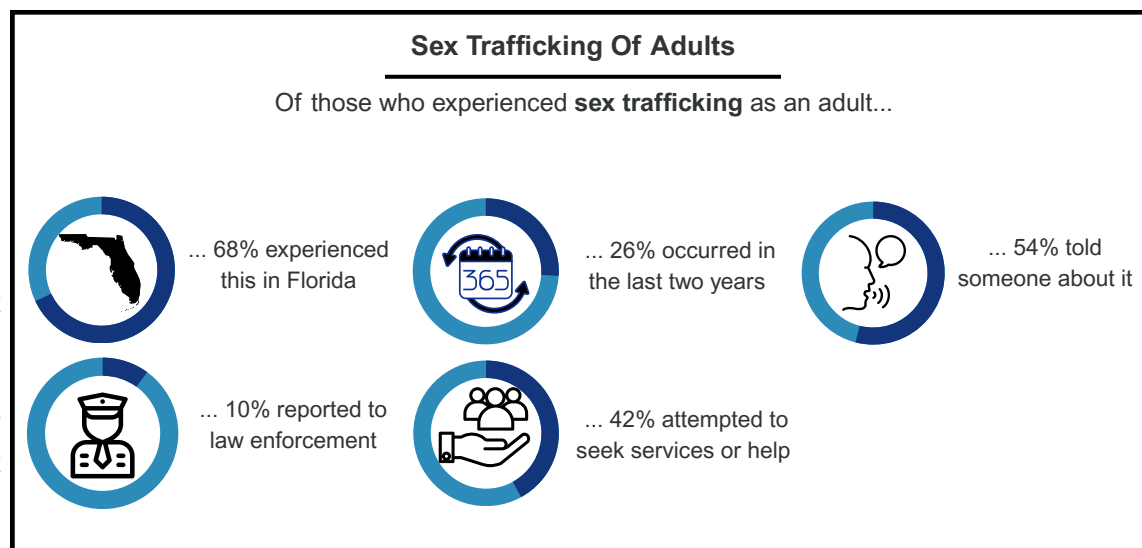 Sex Trafficking Of Adults
Of those who experienced sex trafficking as an adult...
... 68% experienced
this in Florida
365
... 26% occurred in
the last two years
... 54% told
someone about it
... 10% reported to
law enforcement
... 42% attempted to
seek services or help